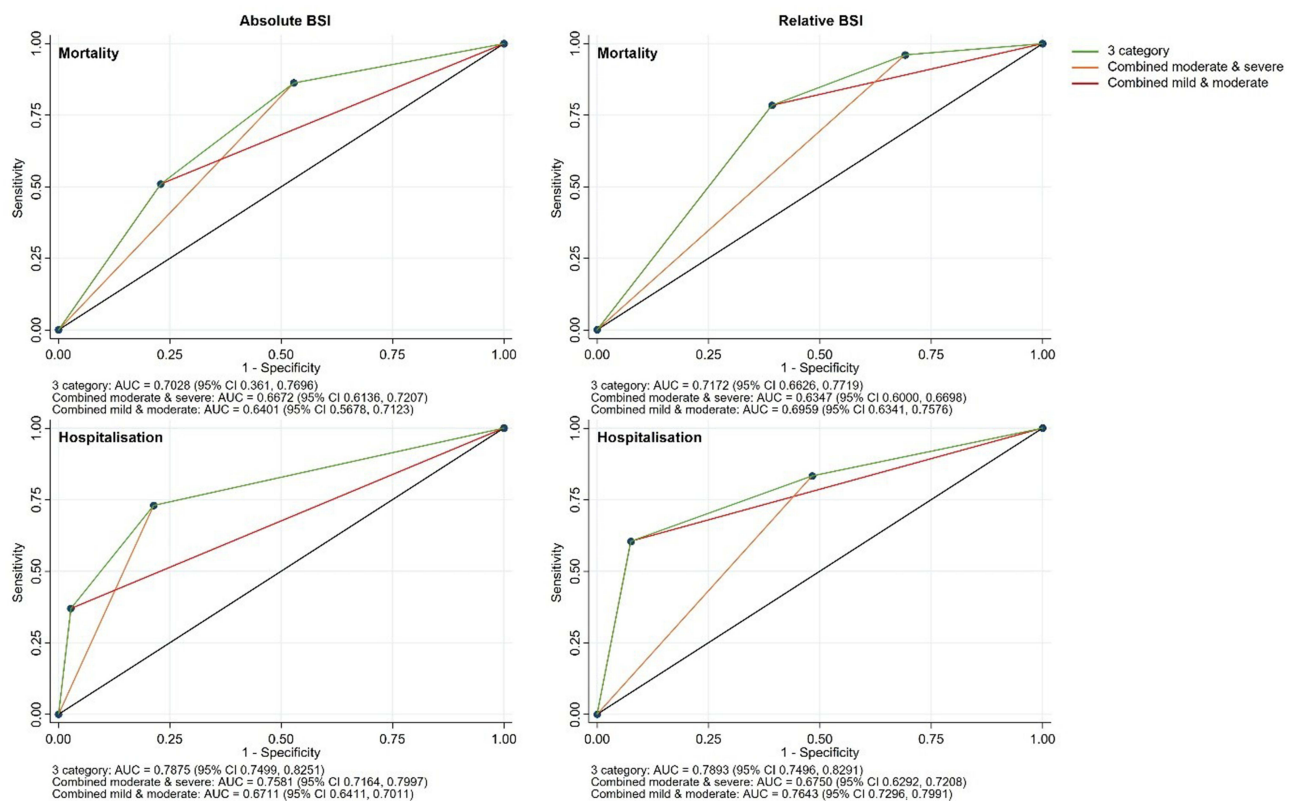 Absolute BSI
Relative BSI
Mortality
1.00
0.75
0.50
0.25
0.00
Sensitivity
0.00 0.25 0.50 0.75 1.00
1 - Specificity
3 category: AUC = 0.7028 (95% CI 0.361, 0.7696)
Combined moderate & severe: AUC = 0.6672 (95% CI 0.6136, 0.7207)
Combined mild & moderate: AUC = 0.6401 (95% CI 0.5678, 0.7123)
Mortality
1.00
0.75
0.50
0.25
0.00
Sensitivity
0.00 0.25 0.50 0.75 1.00
1 - Specificity
3 category: AUC = 0.7172 (95% CI 0.6626, 0.7719)
Combined moderate & severe: AUC = 0.6347 (95% CI 0.6000, 0.6698)
Combined mild & moderate: AUC = 0.6959 (95% CI 0.6341, 0.7576)
3 category
Combined moderate & severe
Combined mild & moderate
Hospitalisation
1.00
0.75
0.50
0.25
0.00
Sensitivity
0.00 0.25 0.50 0.75 1.00
1 - Specificity
3 category: AUC = 0.7875 (95% CI 0.7499, 0.8251)
Combined moderate & severe: AUC = 0.7581 (95% CI 0.7164, 0.7997)
Combined mild & moderate: AUC = 0.6711 (95% CI 0.6411, 0.7011)
Hospitalisation
1.00
0.75
0.50
0.25
0.00
Sensitivity
0.00 0.25 0.50 0.75 1.00
1 - Specificity
3 category: AUC = 0.7893 (95% CI 0.7496, 0.8291)
Combined moderate & severe: AUC = 0.6750 (95% CI 0.6292, 0.7208)
Combined mild & moderate: AUC = 0.7643 (95% CI 0.7296, 0.7991)